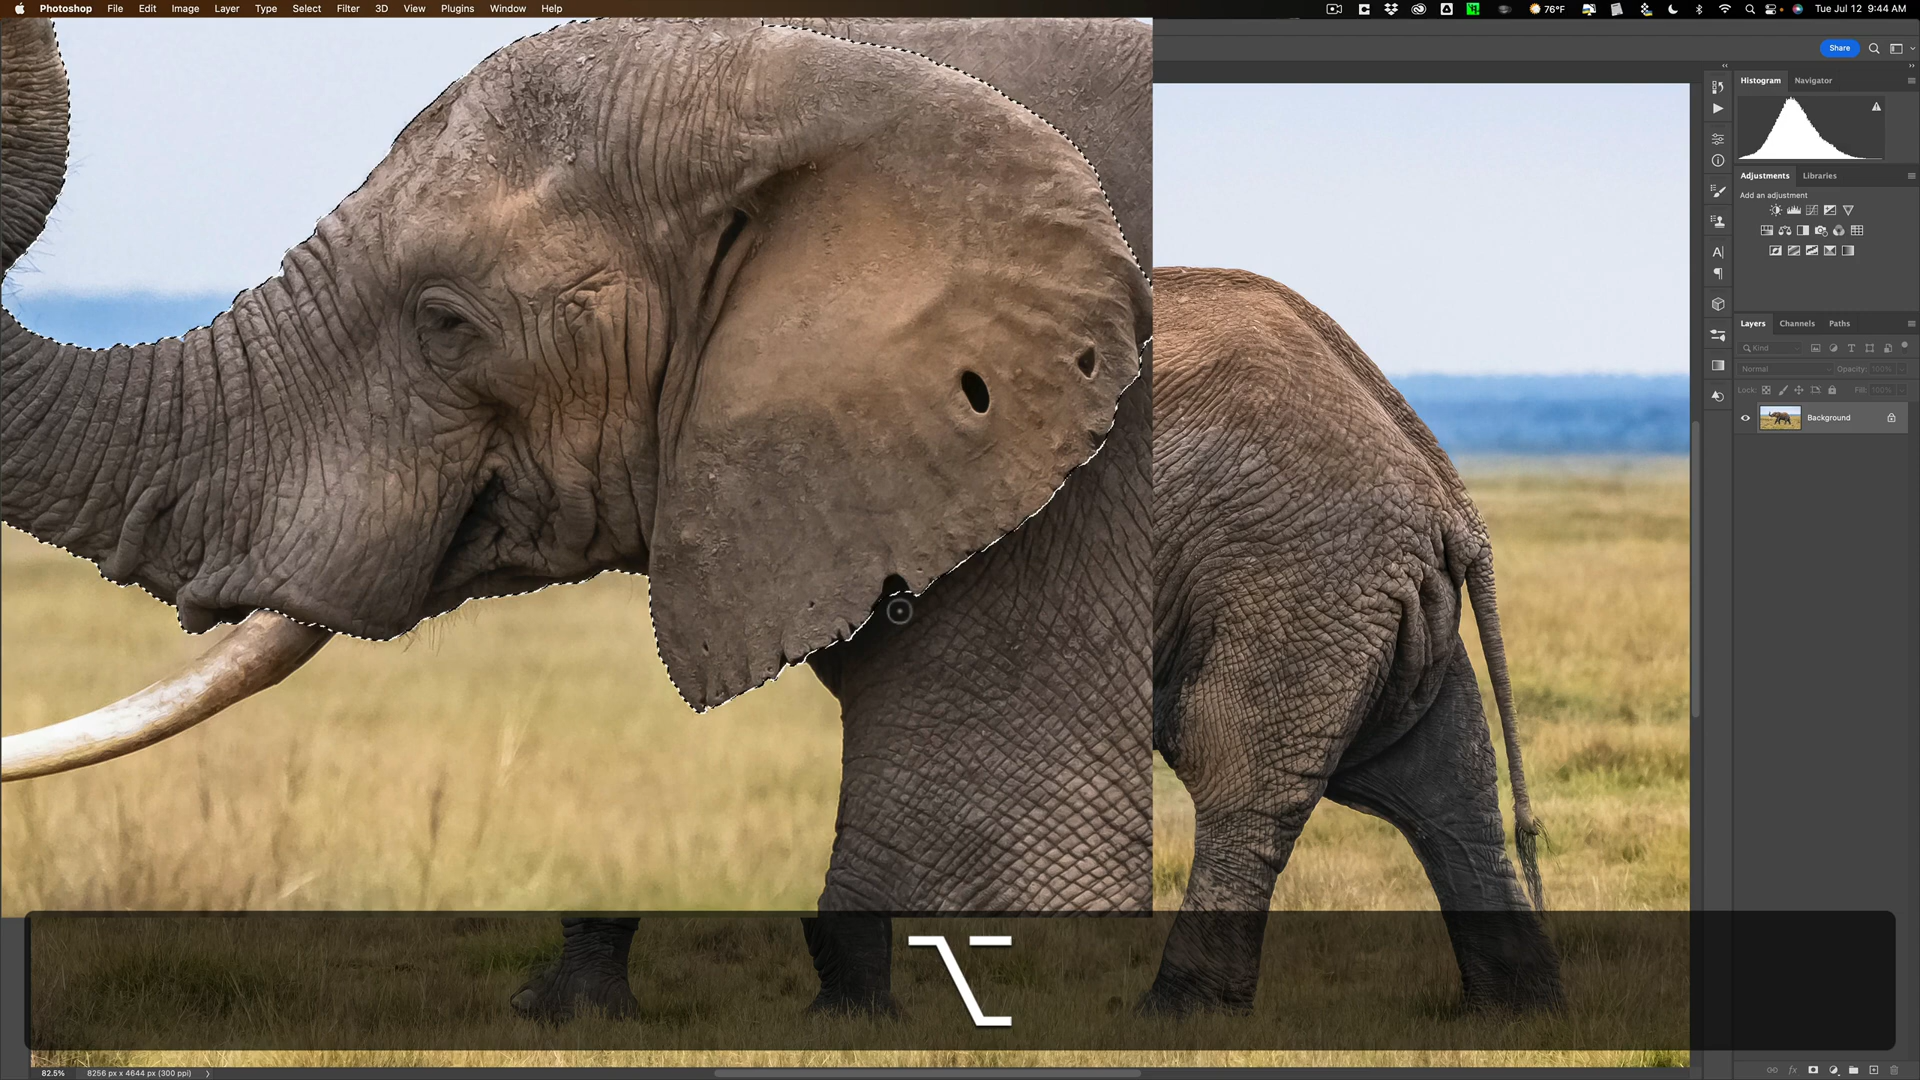 Photoshop File Edit Image Layer Type Select Filter 3D View Plugins Window Help 76°F Tue Jul 12 9:44 AM
Share
Histogram Navigator
Adjustments Libraries
Add an adjustment
Layers Channels Paths
Kind
Normal Opacity: 100%
Lock: Fill: 100%
Background
82.5% 8256 px x 4644 px (300 ppi)